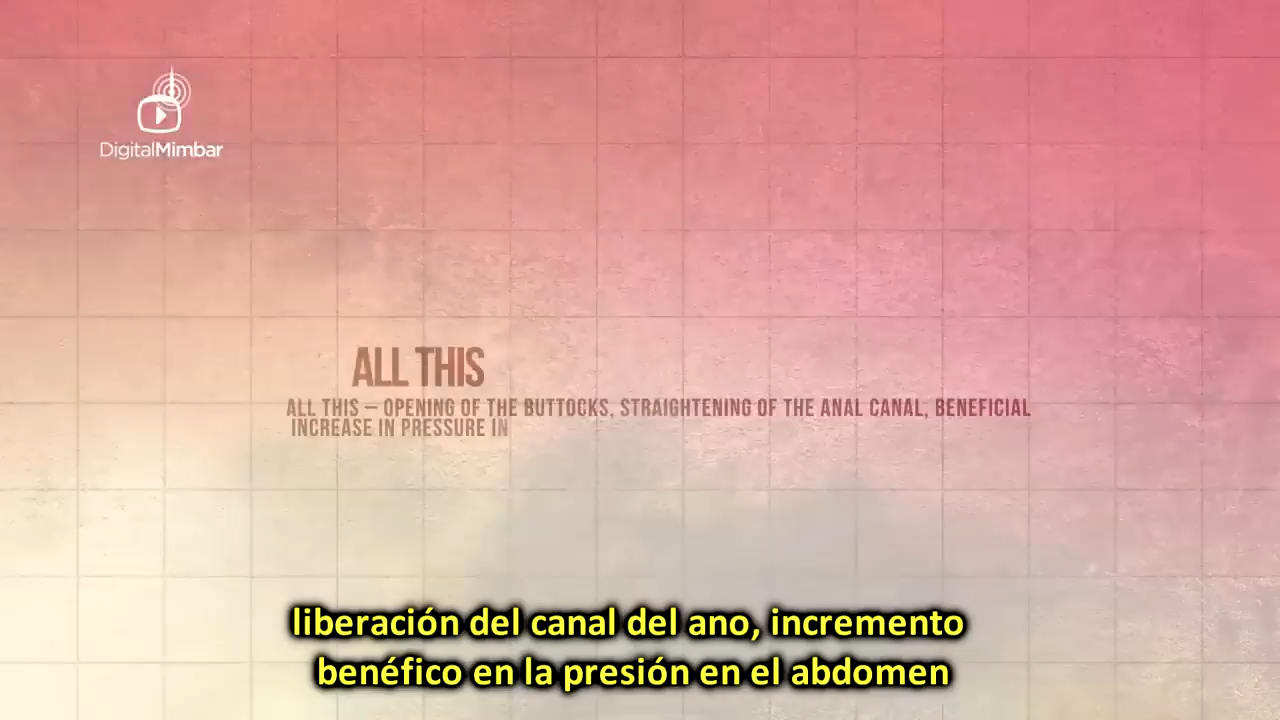 DigitalMimbar
ALL THIS
ALL THIS – OPENING OF THE BUTTOCKS, STRAIGHTENING OF THE ANAL CANAL, BENEFICIAL
INCREASE IN PRESSURE IN
liberación del canal del ano, incremento
benéfico en la presión en el abdomen